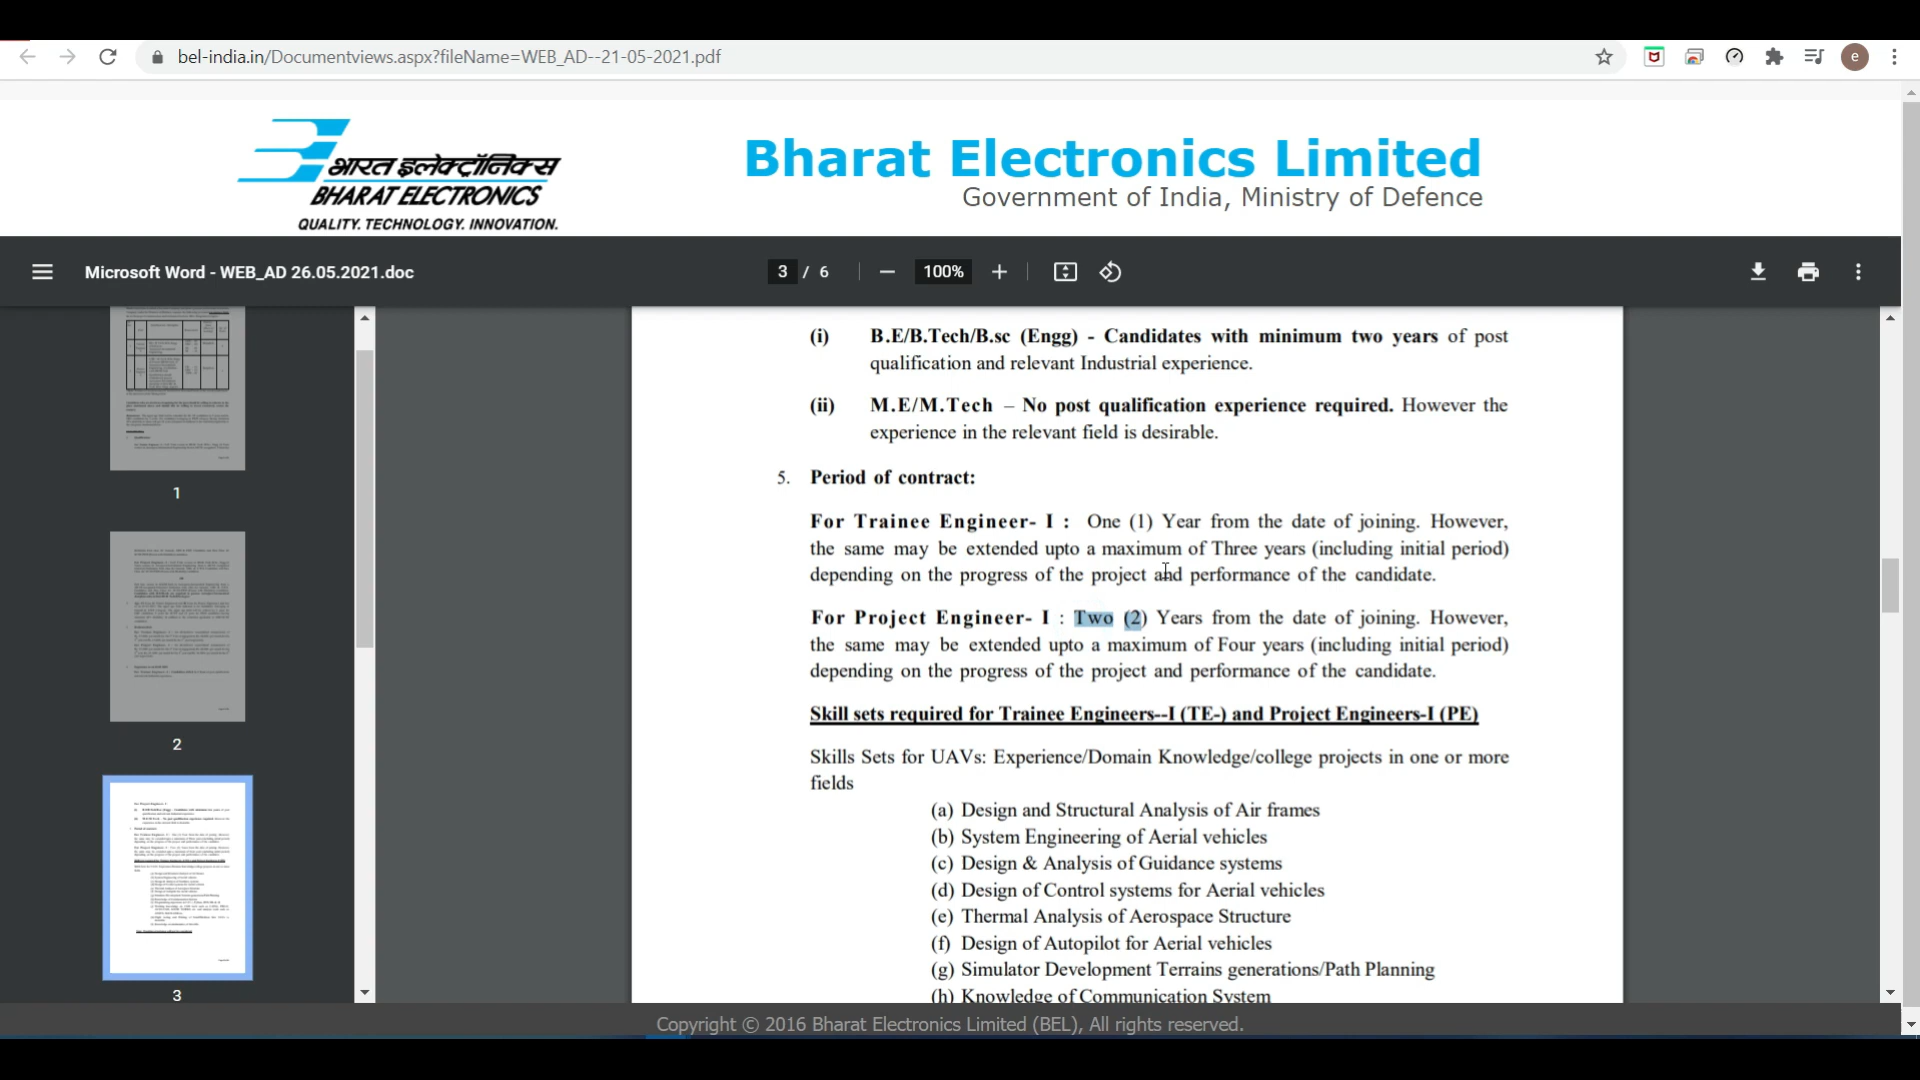 bel-india.in/Documentviews.aspx?fileName=WEB_AD--21-05-2021.pdf
e
भारत इलेक्ट्रॉनिक्स
BHARAT ELECTRONICS
QUALITY. TECHNOLOGY. INNOVATION.
Bharat Electronics Limited
Government of India, Ministry of Defence
Microsoft Word - WEB_AD 26.05.2021.doc
3 / 6
100%
1
2
3
(i) B.E/B.Tech/B.sc (Engg) - Candidates with minimum two years of post
qualification and relevant Industrial experience.
(ii) M.E/M.Tech – No post qualification experience required. However the
experience in the relevant field is desirable.
5. Period of contract:
For Trainee Engineer- I : One (1) Year from the date of joining. However,
the same may be extended upto a maximum of Three years (including initial period)
depending on the progress of the project and performance of the candidate.
For Project Engineer- I : Two (2) Years from the date of joining. However,
the same may be extended upto a maximum of Four years (including initial period)
depending on the progress of the project and performance of the candidate.
Skill sets required for Trainee Engineers--I (TE-) and Project Engineers-I (PE)
Skills Sets for UAVs: Experience/Domain Knowledge/college projects in one or more
fields
(a) Design and Structural Analysis of Air frames
(b) System Engineering of Aerial vehicles
(c) Design & Analysis of Guidance systems
(d) Design of Control systems for Aerial vehicles
(e) Thermal Analysis of Aerospace Structure
(f) Design of Autopilot for Aerial vehicles
(g) Simulator Development Terrains generations/Path Planning
(h) Knowledge of Communication System
Copyright © 2016 Bharat Electronics Limited (BEL), All rights reserved.